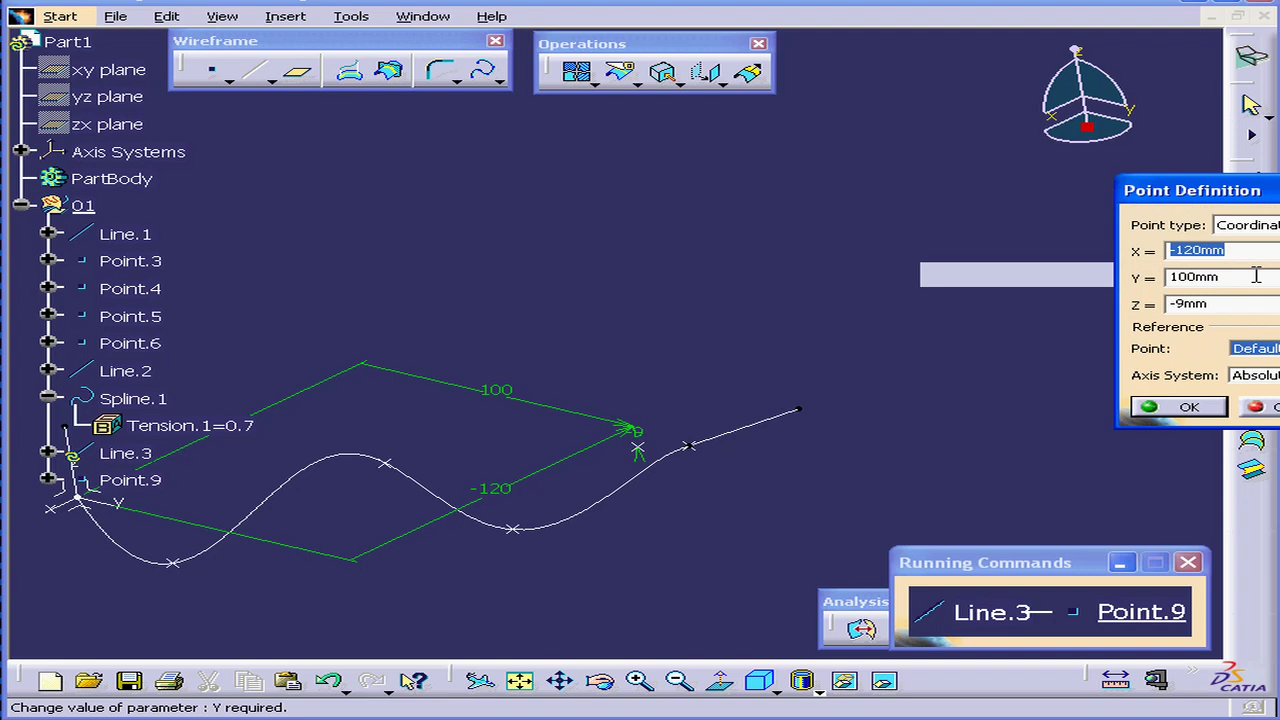 Start File Edit View Insert Tools Window Help
Part1
xy plane
yz plane
zx plane
Axis Systems
PartBody
01
Line.1
Point.3
Point.4
Point.5
Point.6
Line.2
Spline.1
Tension.1=0.7
Line.3
Point.9
Wireframe
Operations
z
x
Y
100
-120
Y
x
Point Definition
Point type: Coordinat
X = -120mm
Y = 100mm
Z = -9mm
Reference
Point: Default
Axis System: Absolut
OK
Running Commands
Line.3 Point.9
Analysis
CATIA
Change value of parameter : Y required.